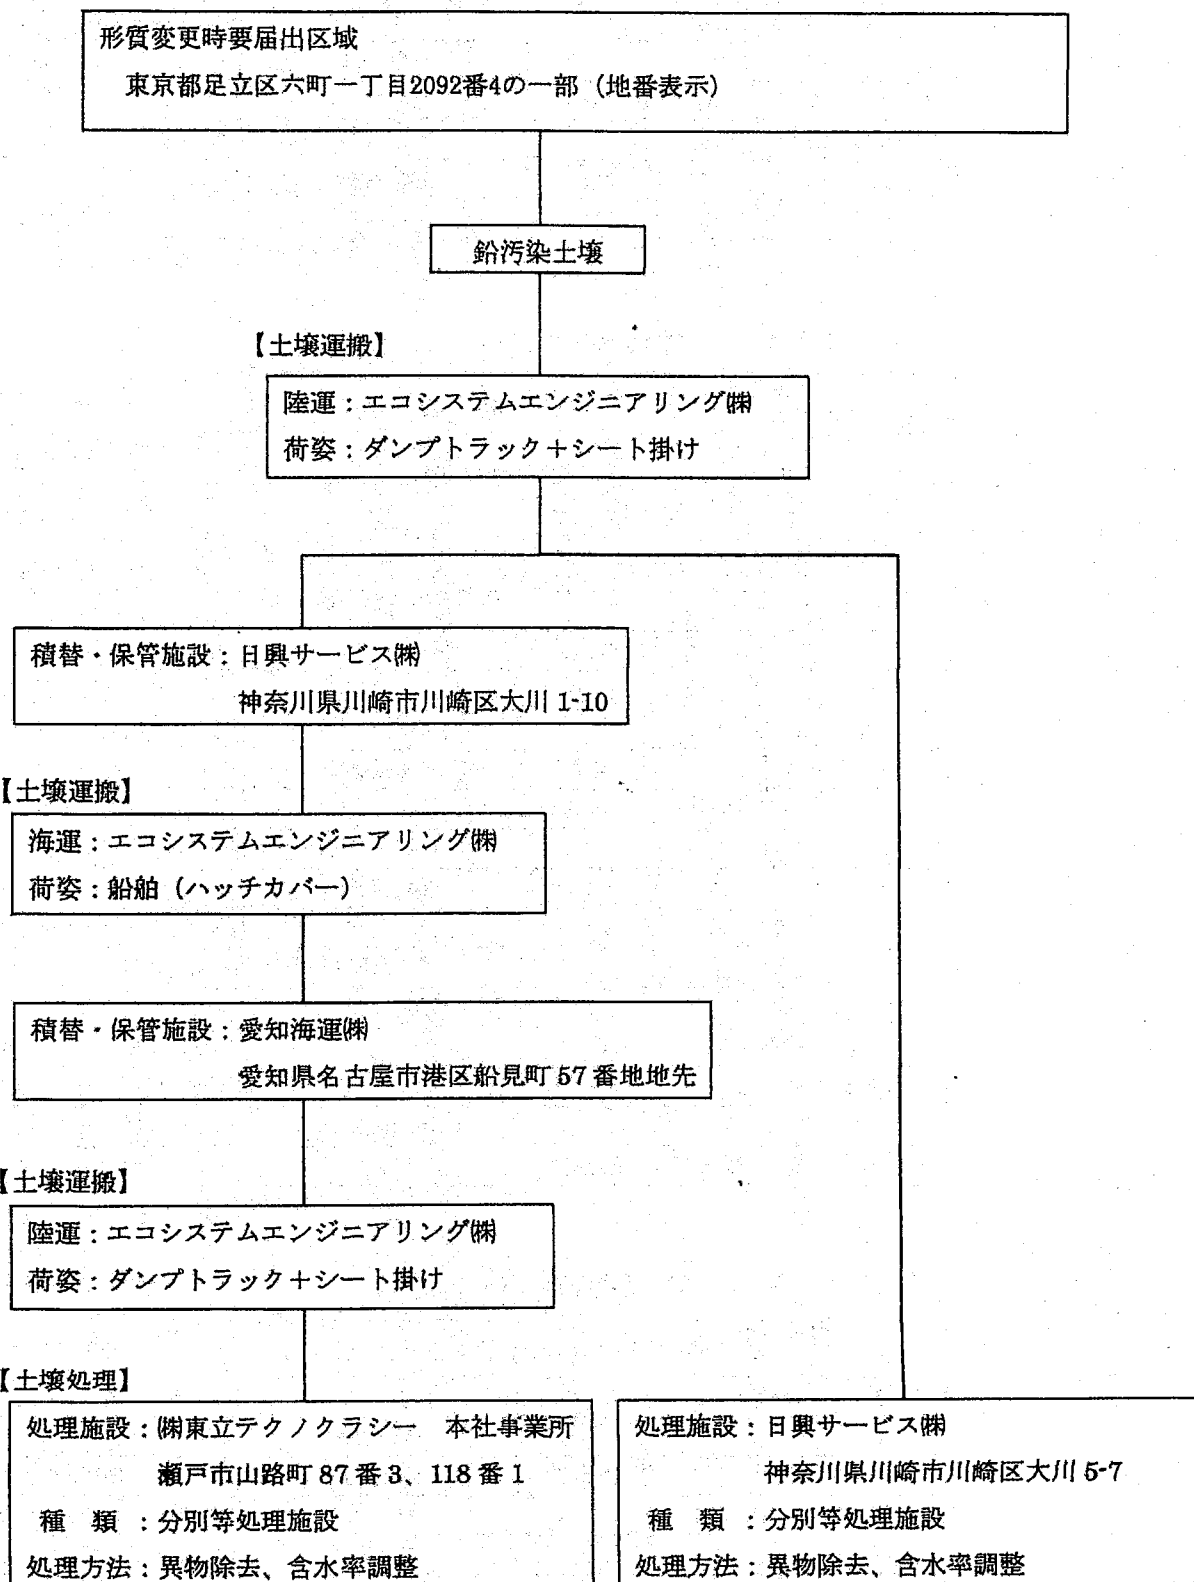 形質変更時要届出区域
東京都足立区六町一丁目2092番4の一部（地番表示）
鉛汚染土壌
【土壌運搬】
陸運：エコシステムエンジニアリング㈱
荷姿：ダンプトラック＋シート掛け
積替・保管施設：日興サービス㈱
神奈川県川崎市川崎区大川 1-10
【土壌運搬】
海運：エコシステムエンジニアリング㈱
荷姿：船舶（ハッチカバー）
積替・保管施設：愛知海運㈱
愛知県名古屋市港区船見町 57 番地地先
【土壌運搬】
陸運：エコシステムエンジニアリング㈱
荷姿：ダンプトラック＋シート掛け
【土壌処理】
処理施設：㈱東立テクノクラシー　本社事業所
瀬戸市山路町 87 番 3、118 番 1
種　類　：分別等処理施設
処理方法：異物除去、含水率調整
処理施設：日興サービス㈱
神奈川県川崎市川崎区大川 5-7
種　類　：分別等処理施設
処理方法：異物除去、含水率調整